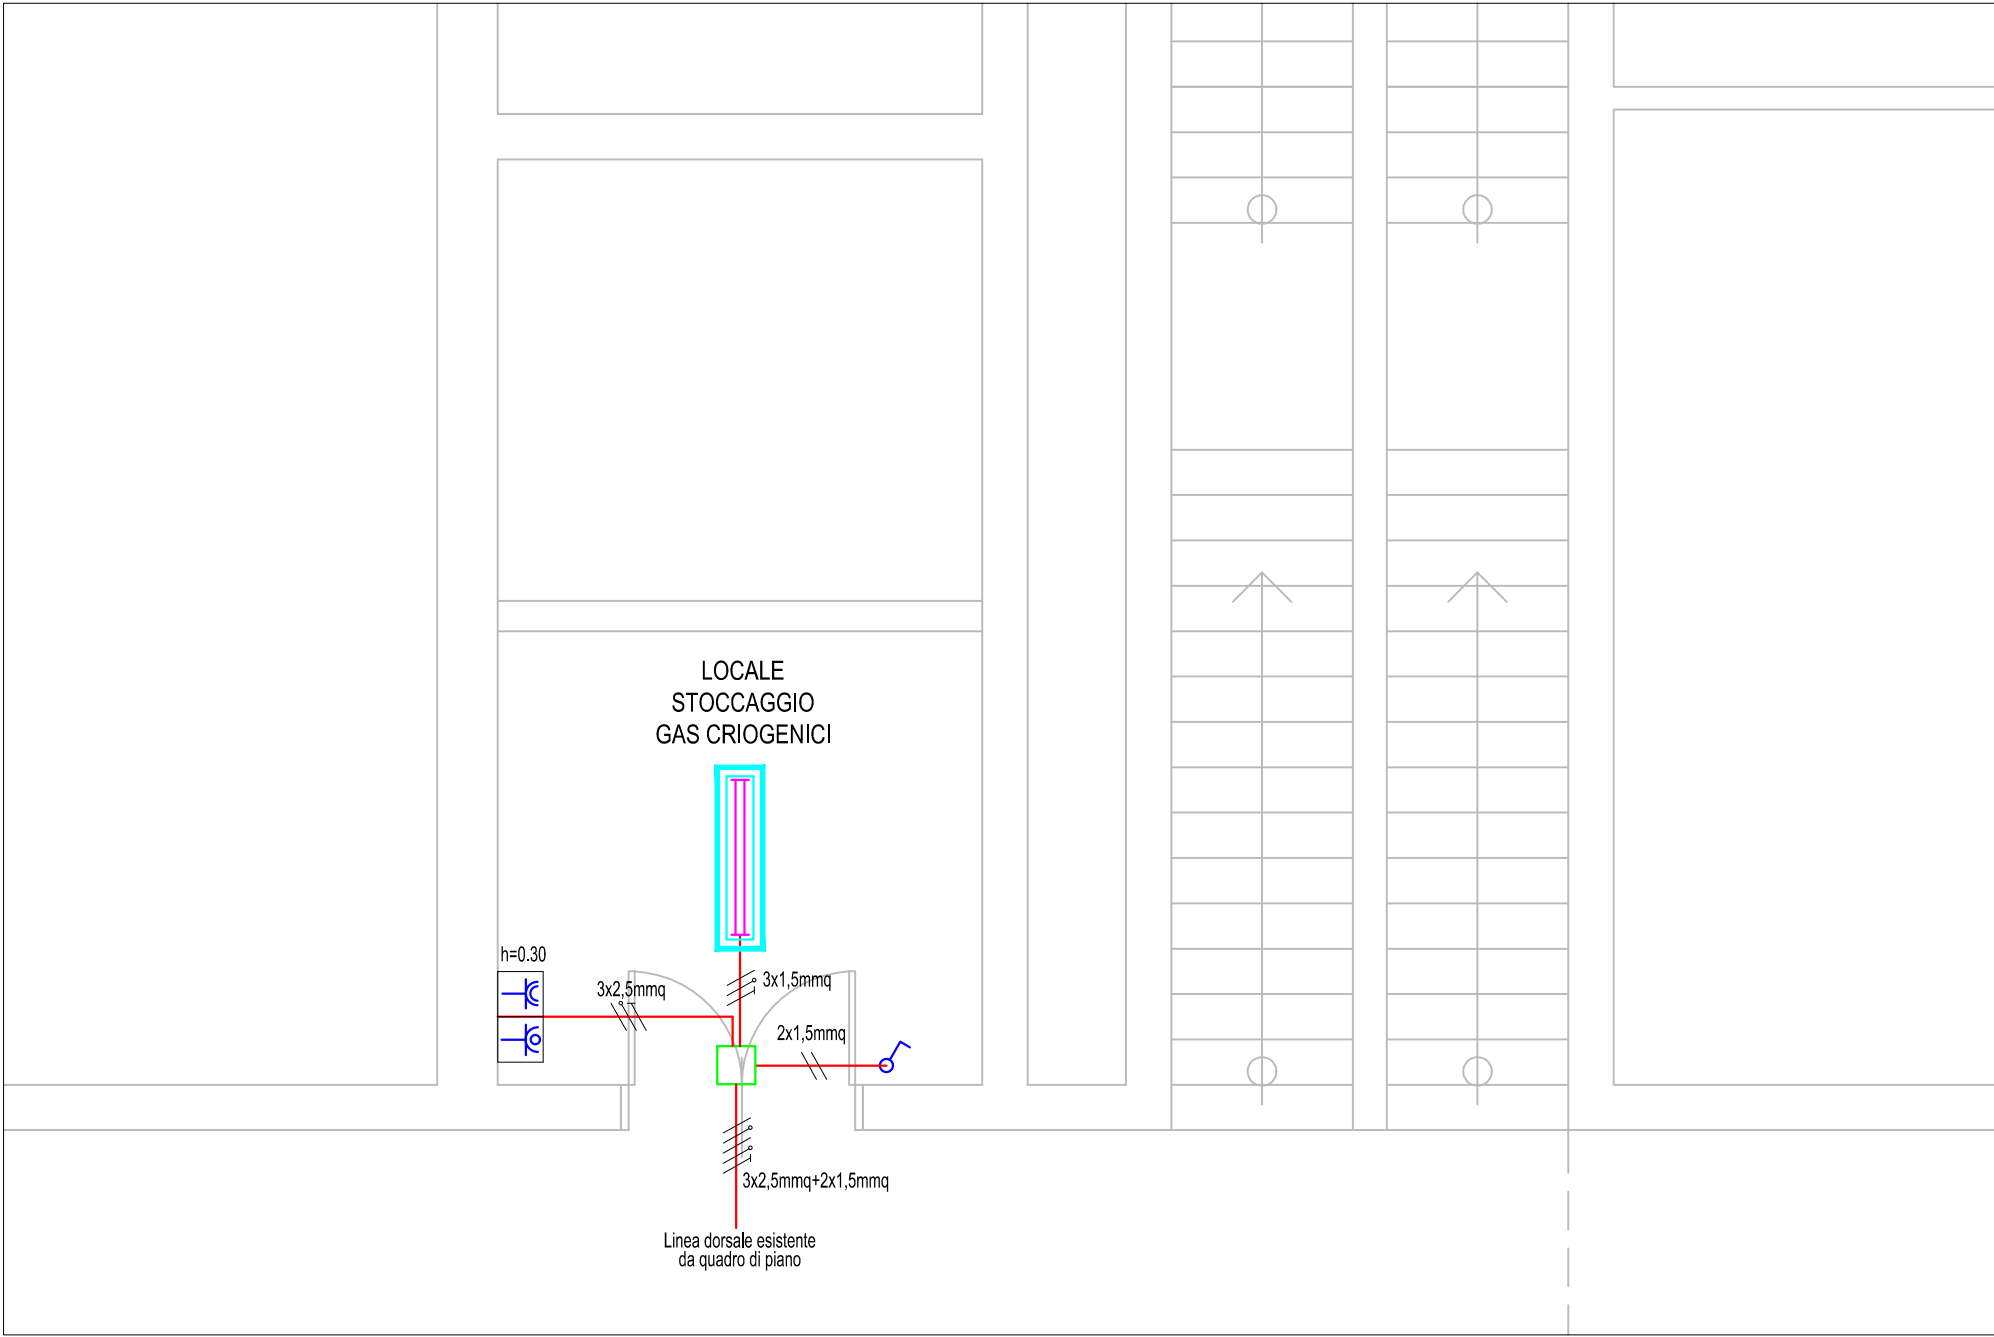 LOCALE
STOCCAGGIO
GAS CRIOGENICI
h=0.30
3x2,5mmq
3x1,5mmq
2x1,5mmq
3x2,5mmq+2x1,5mmq
Linea dorsale esistente
da quadro di piano